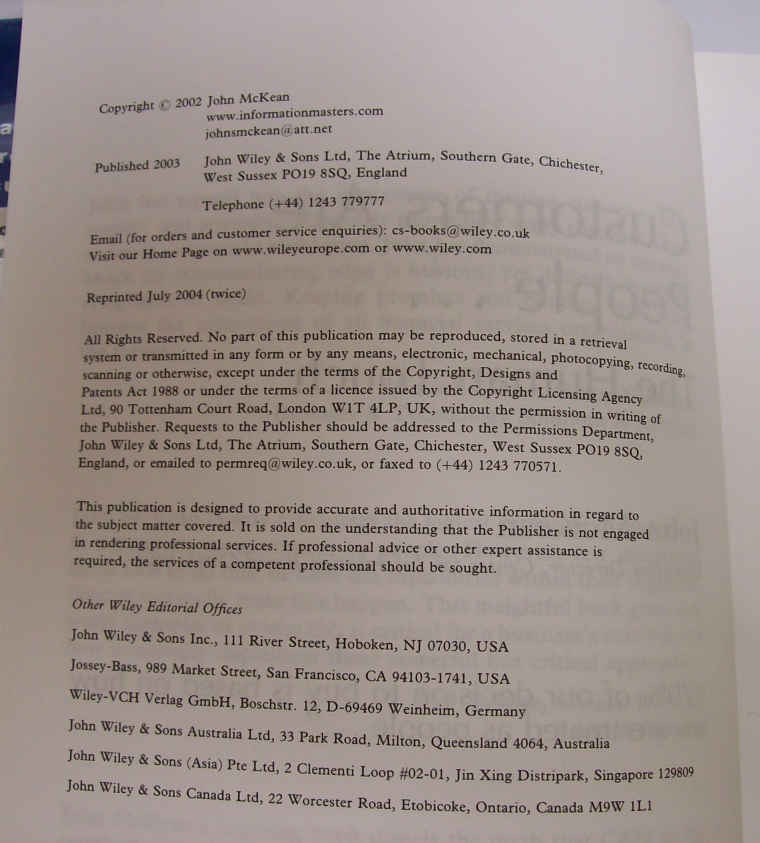 Copyright © 2002 John McKean
www.informationmasters.com
johnsmckean@att.net
Published 2003 John Wiley & Sons Ltd, The Atrium, Southern Gate, Chichester,
West Sussex PO19 8SQ, England
Telephone (+44) 1243 779777
Email (for orders and customer service enquiries): cs-books@wiley.co.uk
Visit our Home Page on www.wileyeurope.com or www.wiley.com
Reprinted July 2004 (twice)
All Rights Reserved. No part of this publication may be reproduced, stored in a retrieval
system or transmitted in any form or by any means, electronic, mechanical, photocopying, recording,
scanning or otherwise, except under the terms of the Copyright, Designs and
Patents Act 1988 or under the terms of a licence issued by the Copyright Licensing Agency
Ltd, 90 Tottenham Court Road, London W1T 4LP, UK, without the permission in writing of
the Publisher. Requests to the Publisher should be addressed to the Permissions Department,
John Wiley & Sons Ltd, The Atrium, Southern Gate, Chichester, West Sussex PO19 8SQ,
England, or emailed to permreq@wiley.co.uk, or faxed to (+44) 1243 770571.
This publication is designed to provide accurate and authoritative information in regard to
the subject matter covered. It is sold on the understanding that the Publisher is not engaged
in rendering professional services. If professional advice or other expert assistance is
required, the services of a competent professional should be sought.
Other Wiley Editorial Offices
John Wiley & Sons Inc., 111 River Street, Hoboken, NJ 07030, USA
Jossey-Bass, 989 Market Street, San Francisco, CA 94103-1741, USA
Wiley-VCH Verlag GmbH, Boschstr. 12, D-69469 Weinheim, Germany
John Wiley & Sons Australia Ltd, 33 Park Road, Milton, Queensland 4064, Australia
John Wiley & Sons (Asia) Pte Ltd, 2 Clementi Loop #02-01, Jin Xing Distripark, Singapore 129809
John Wiley & Sons Canada Ltd, 22 Worcester Road, Etobicoke, Ontario, Canada M9W 1L1